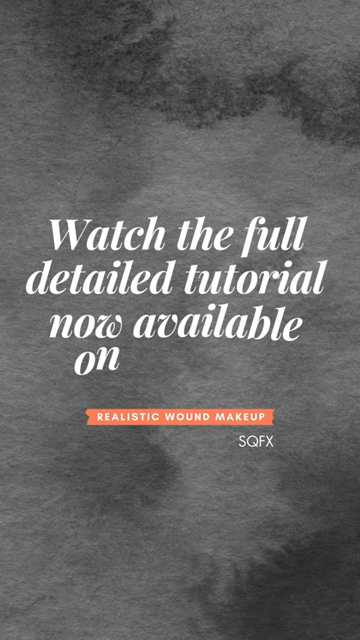 Watch the full
detailed tutorial
now available
on
REALISTIC WOUND MAKEUP
SQFX